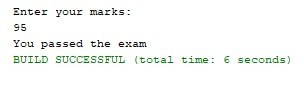 Enter your marks:
95
You passed the exam
BUILD SUCCESSFUL (total time: 6 seconds)